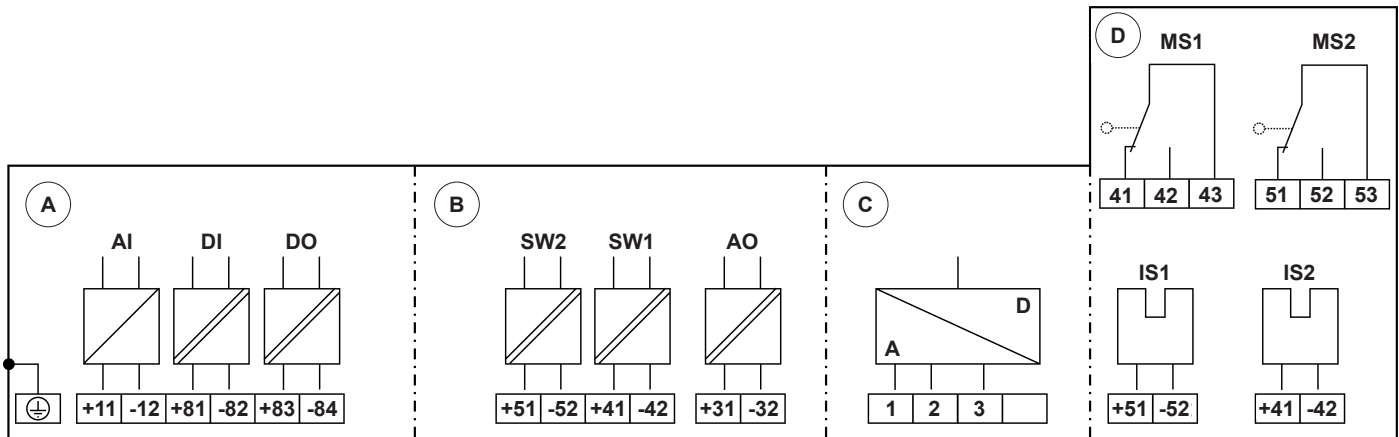 D
MS1 MS2
41 42 43
51 52 53
A
AI DI DO
+11 -12 +81 -82 +83 -84
B
SW2 SW1 AO
+51 -52 +41 -42 +31 -32
C
D
A
1 2 3
IS1 IS2
+51 -52 +41 -42